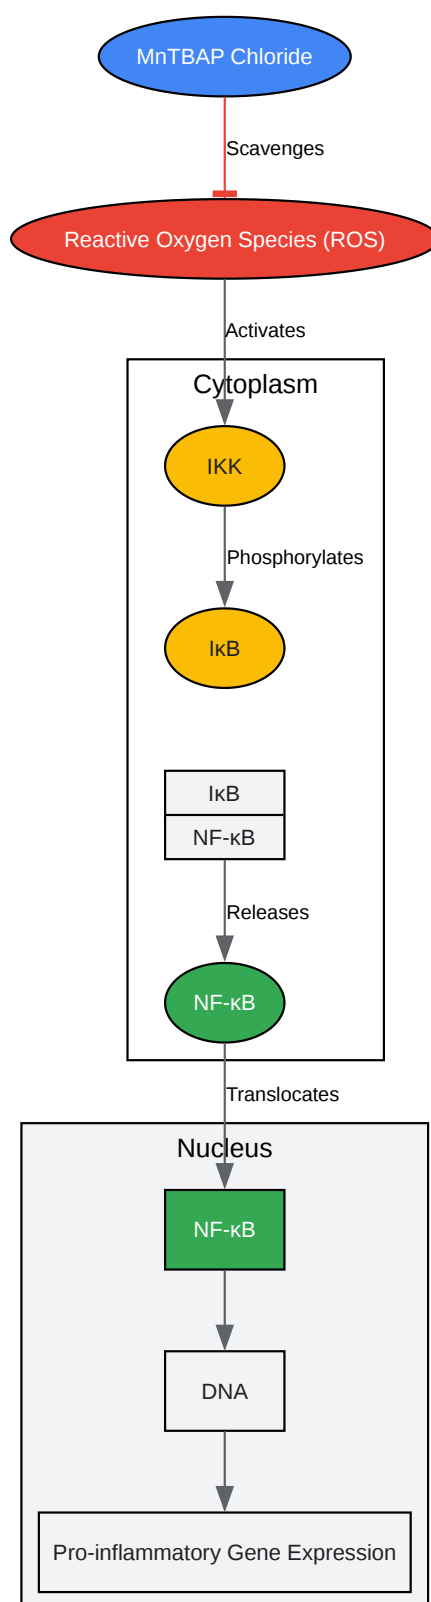 MnTBAP Chloride
Scavenges
Reactive Oxygen Species (ROS)
Activates
Cytoplasm
IKK
Phosphorylates
IκB
IκB
NF-κB
Releases
NF-κB
Translocates
Nucleus
NF-κB
DNA
Pro-inflammatory Gene Expression